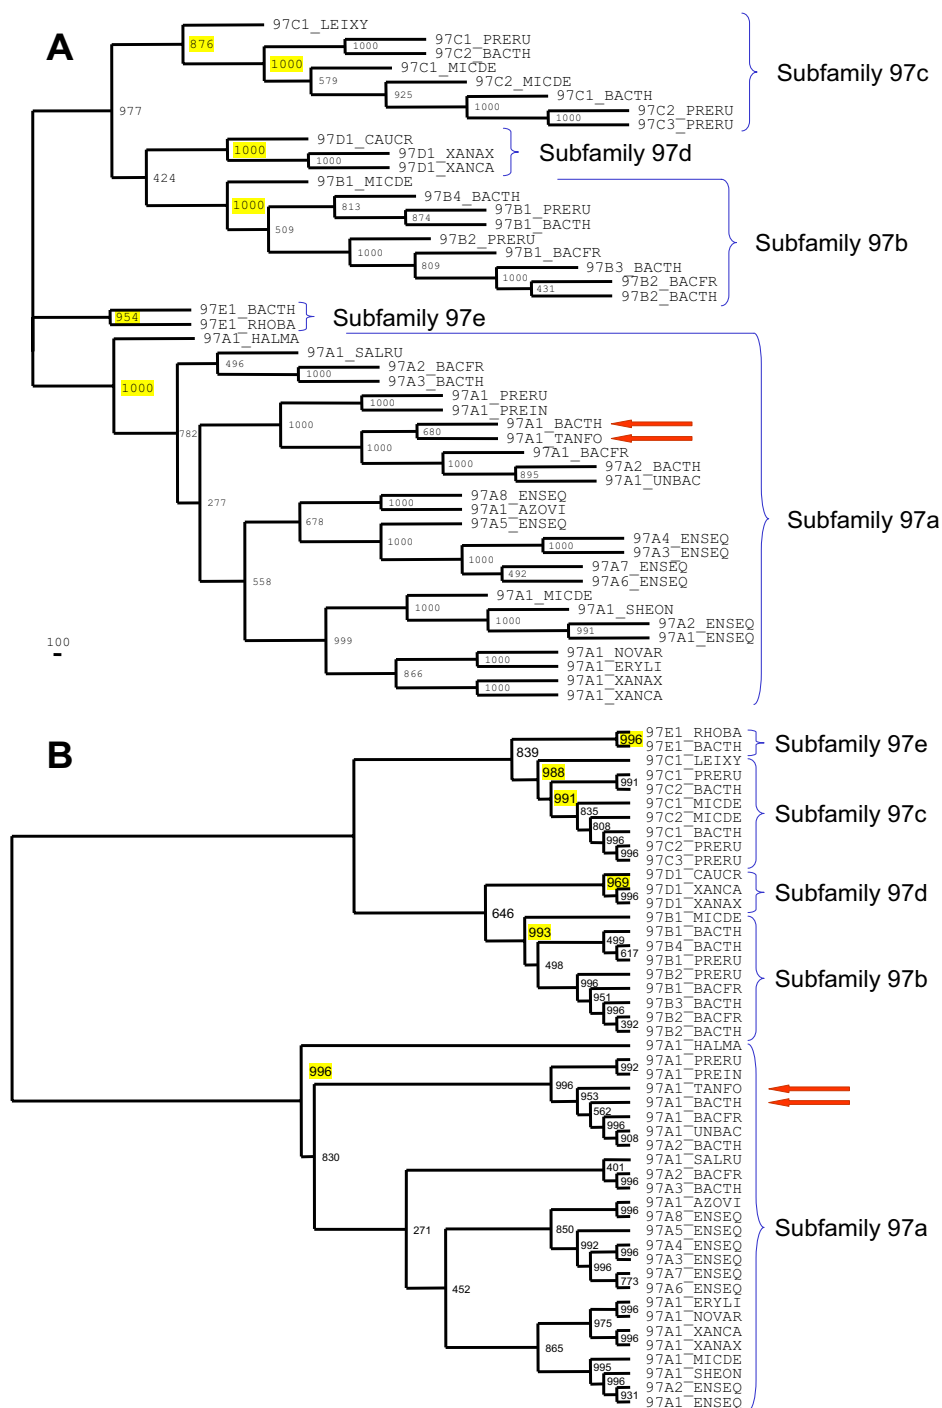 A
97C1_LEIXY
876
97C1_PRERU
1000
97C2_BACTH
1000
97C1_MICDE
579
97C2_MICDE
925
97C1_BACTH
1000
97C2_PRERU
1000
97C3_PRERU
Subfamily 97c
977
97D1_CAUCR
1000
97D1_XANAX
1000
97D1_XANCA
Subfamily 97d
424
97B1_MICDE
1000
97B4_BACTH
813
97B1_PRERU
874
97B1_BACTH
509
97B2_PRERU
1000
97B1_BACFR
809
97B3_BACTH
1000
97B2_BACFR
431
97B2_BACTH
Subfamily 97b
97E1_BACTH
954
97E1_RHOBA
Subfamily 97e
97A1_HALMA
1000
97A1_SALRU
496
97A2_BACFR
1000
97A3_BACTH
782
97A1_PRERU
1000
97A1_PREIN
1000
97A1_BACTH
680
97A1_TANFO
1000
97A1_BACFR
1000
97A2_BACTH
895
97A1_UNBAC
277
97A8_ENSEQ
1000
97A1_AZOVI
678
97A5_ENSEQ
1000
97A4_ENSEQ
1000
97A3_ENSEQ
1000
97A7_ENSEQ
492
97A6_ENSEQ
558
97A1_MICDE
1000
97A1_SHEON
1000
97A2_ENSEQ
991
97A1_ENSEQ
999
97A1_NOVAR
1000
97A1_ERYLI
866
97A1_XANAX
1000
97A1_XANCA
Subfamily 97a
100
B
97E1_RHOBA
996
97E1_BACTH
Subfamily 97e
839
97C1_LEIXY
988
97C1_PRERU
991
97C2_BACTH
991
97C1_MICDE
835
97C2_MICDE
808
97C1_BACTH
996
97C2_PRERU
996
97C3_PRERU
Subfamily 97c
97D1_CAUCR
969
97D1_XANCA
996
97D1_XANAX
Subfamily 97d
646
97B1_MICDE
993
97B1_BACTH
499
97B4_BACTH
617
97B1_PRERU
498
97B2_PRERU
996
97B1_BACFR
951
97B3_BACTH
996
97B2_BACFR
392
97B2_BACTH
Subfamily 97b
97A1_HALMA
996
97A1_PRERU
992
97A1_PREIN
996
97A1_TANFO
953
97A1_BACTH
562
97A1_BACFR
996
97A1_UNBAC
908
97A2_BACTH
830
97A1_SALRU
401
97A2_BACFR
996
97A3_BACTH
271
97A1_AZOVI
996
97A8_ENSEQ
850
97A5_ENSEQ
992
97A4_ENSEQ
996
97A3_ENSEQ
996
97A7_ENSEQ
773
97A6_ENSEQ
452
97A1_ERYLI
996
97A1_NOVAR
975
97A1_XANCA
996
97A1_XANAX
865
97A1_MICDE
995
97A1_SHEON
996
97A2_ENSEQ
931
97A1_ENSEQ
Subfamily 97a